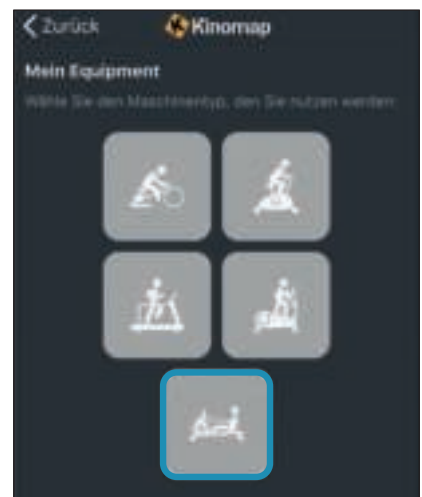 Zurück
Kinomap
Mein Equipment
Wähle Sie den Maschinentyp, den Sie nutzen werden